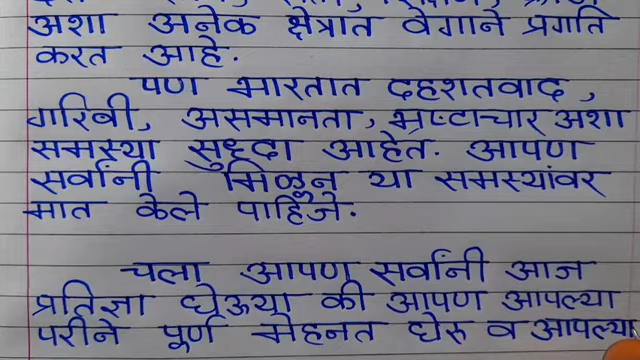 अशा अनेक क्षेत्रात वेगाने प्रगति
करत आहे.
पण भारतात दहशतवाद,
गरिबी, असमानता, भ्रष्टाचार अशा
समस्या सुध्दा आहेत. आपण
सर्वांनी मिळून या समस्यांवर
मात केले पाहिजे.
चला आपण सर्वांनी आज
प्रतिज्ञा घेऊया की आपण आपल्या
परीने पूर्ण मेहनत घेऊ व आपल्या